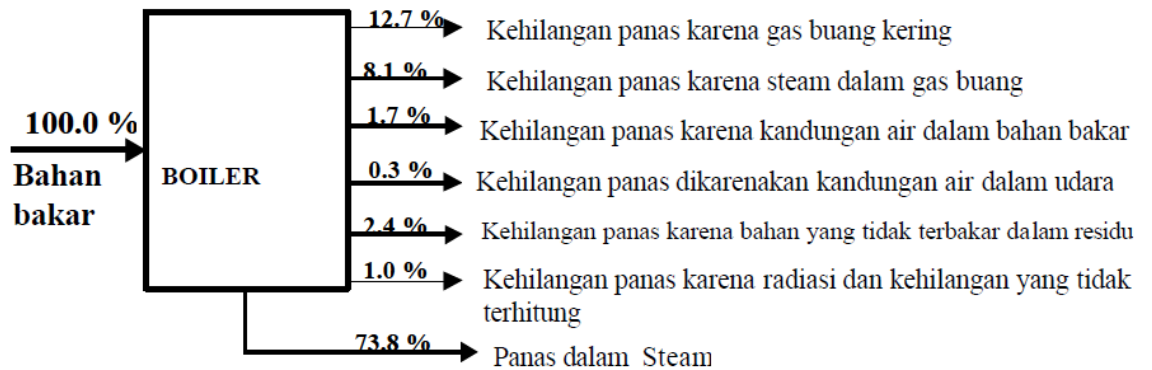 12.7 %
Kehilangan panas karena gas buang kering
8.1 %
Kehilangan panas karena steam dalam gas buang
100.0 %
1.7 %
Kehilangan panas karena kandungan air dalam bahan bakar
Bahan
bakar
BOILER
0.3 %
Kehilangan panas dikarenakan kandungan air dalam udara
2.4 %
Kehilangan panas karena bahan yang tidak terbakar dalam residu
1.0 %
Kehilangan panas karena radiasi dan kehilangan yang tidak
terhitung
73.8 %
Panas dalam Steam